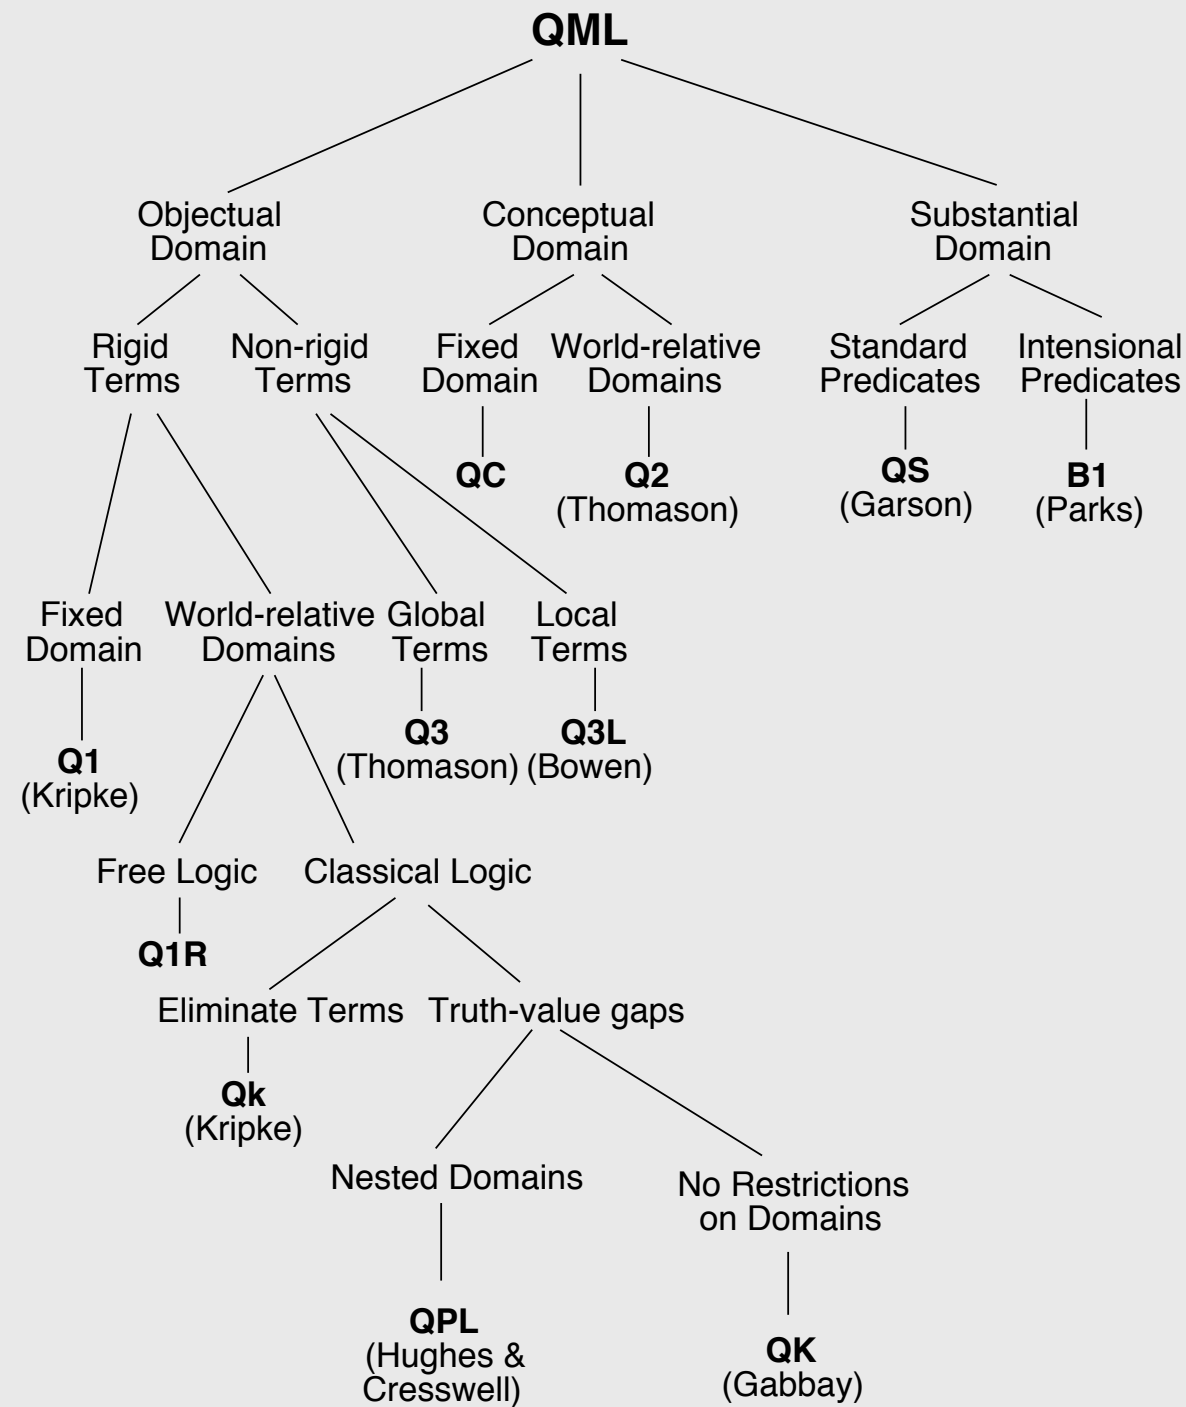 QML
Objectual
Domain
Conceptual
Domain
Substantial
Domain
Rigid
Terms
Non-rigid
Terms
Fixed
Domain
World-relative
Domains
Standard
Predicates
Intensional
Predicates
QC
Q2
(Thomason)
QS
(Garson)
B1
(Parks)
Fixed
Domain
World-relative
Domains
Global
Terms
Local
Terms
Q1
(Kripke)
Q3
(Thomason)
Q3L
(Bowen)
Free Logic
Classical Logic
Q1R
Eliminate Terms
Truth-value gaps
Qk
(Kripke)
Nested Domains
No Restrictions
on Domains
QPL
(Hughes &
Cresswell)
QK
(Gabbay)